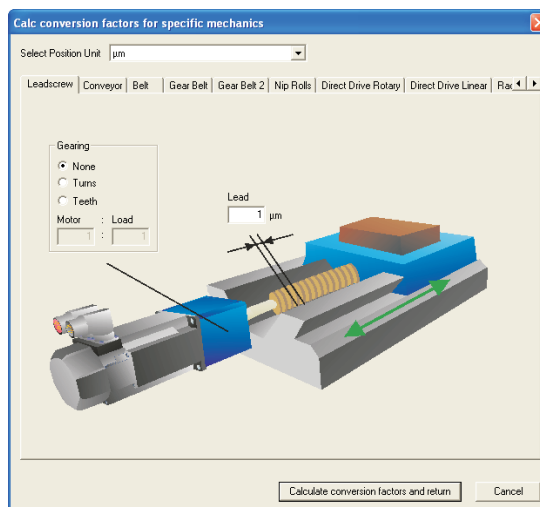 Calc conversion factors for specific mechanics
Select Position Unit µm
Leadscrew Conveyor Belt Gear Belt Gear Belt 2 Nip Rolls Direct Drive Rotary Direct Drive Linear
Gearing
None
Turns
Teeth
Motor : Load
1 : 1
Lead
1 µm
Calculate conversion factors and return Cancel